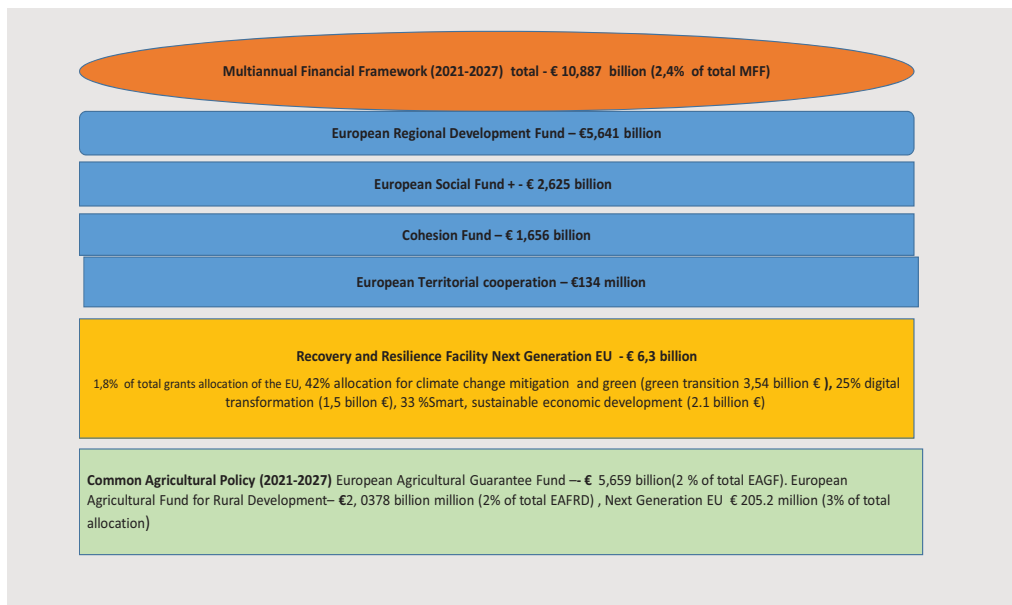 Multiannual Financial Framework (2021-2027)  total - € 10,887  billion (2,4%  of total MFF)
European Regional Development Fund – €5,641 billion
European Social Fund + - € 2,625 billion
Cohesion Fund – € 1,656 billion
European Territorial cooperation – €134 million
Recovery and Resilience Facility Next Generation EU  - € 6,3 billion
1,8%  of total grants allocation of the EU, 42% allocation for climate change mitigation  and green (green transition 3,54 billion € ), 25% digital
transformation (1,5 billon €), 33 %Smart, sustainable economic development (2.1 billion €)
Common Agricultural Policy (2021-2027) European Agricultural Guarantee Fund –- €  5,659 billion(2 % of total EAGF). European
Agricultural Fund for Rural Development– €2, 0378 billion million (2% of total EAFRD) , Next Generation EU  € 205.2 million (3% of total
allocation)